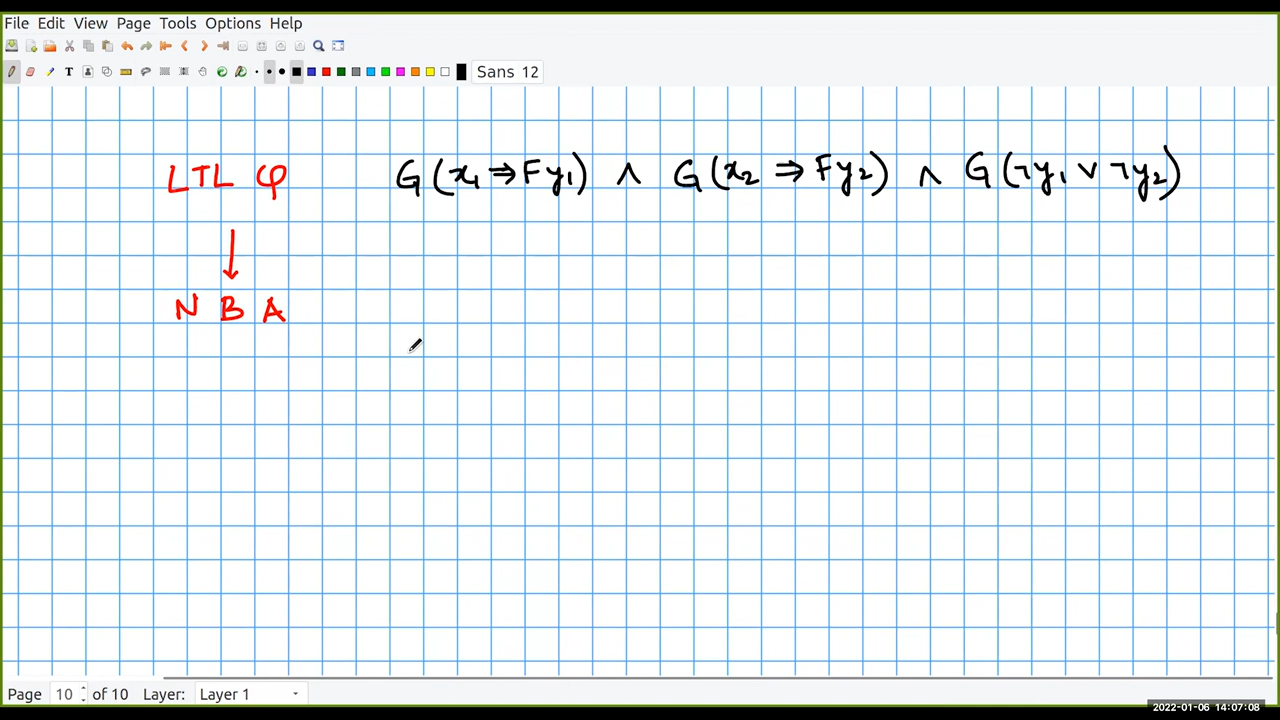 File Edit View Page Tools Options Help
Sans 12
LTL φ G(x₁ ⇒ Fy₁) ∧ G(x₂ ⇒ Fy₂) ∧ G(¬y₁ ∨ ¬y₂)
↓
NBA
Page 10 of 10 Layer: Layer 1
2022-01-06 14:07:08